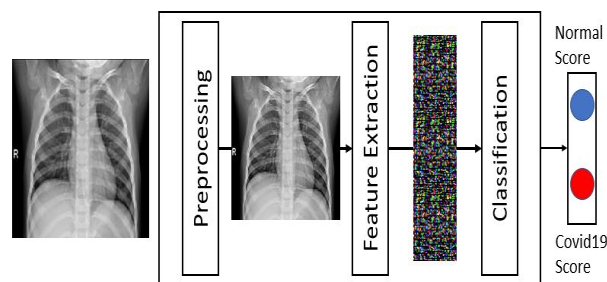 Preprocessing
Feature Extraction
Classification
Normal
Score
Covid19
Score
R